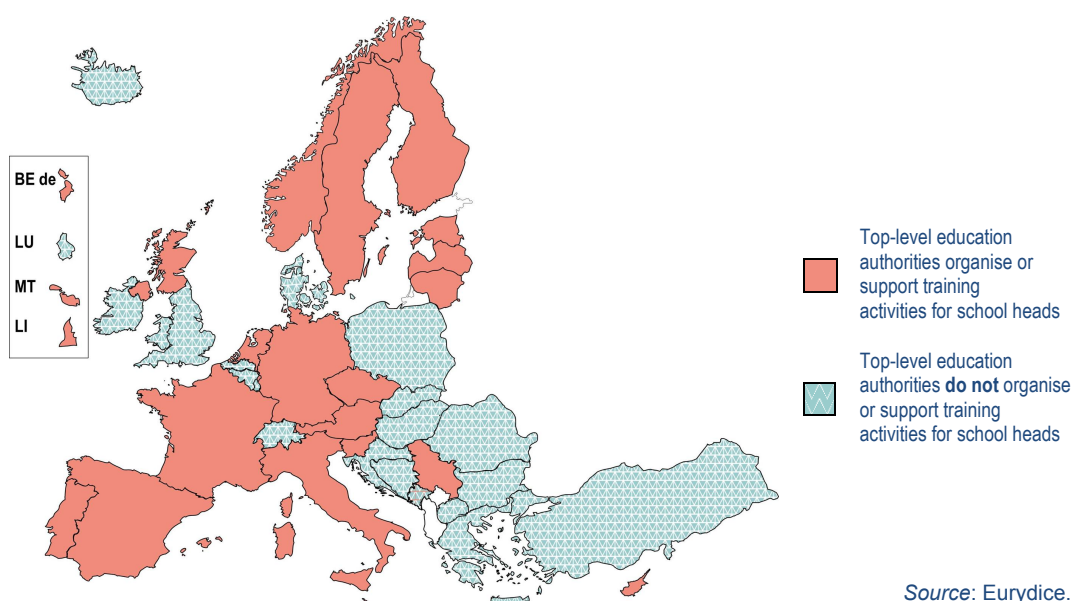 BE de
LU
MT
LI
Top-level education
authorities organise or
support training
activities for school heads
Top-level education
authorities do not organise
or support training
activities for school heads
Source: Eurydice.